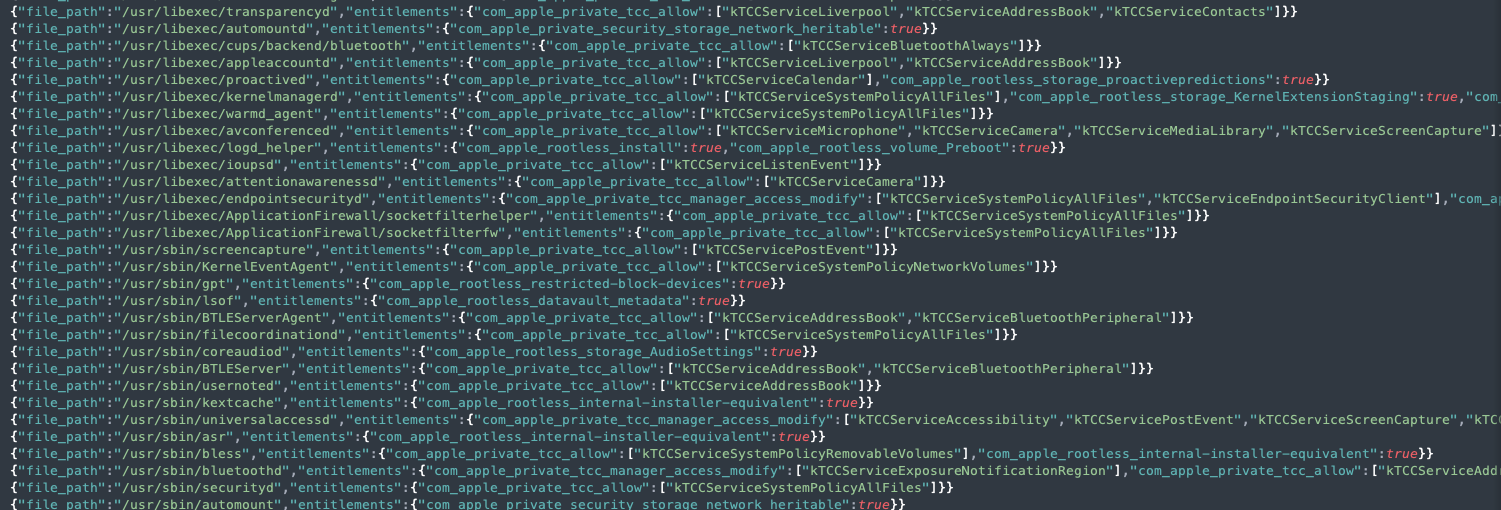 {"file_path":"/usr/libexec/transparencyd","entitlements":{"com_apple_private_tcc_allow":["kTCCServiceLiverpool","kTCCServiceAddressBook","kTCCServiceContacts"]}}
{"file_path":"/usr/libexec/automountd","entitlements":{"com_apple_private_security_storage_network_heritable":true}}
{"file_path":"/usr/libexec/cups/backend/bluetooth","entitlements":{"com_apple_private_tcc_allow":["kTCCServiceBluetoothAlways"]}}
{"file_path":"/usr/libexec/appleaccountd","entitlements":{"com_apple_private_tcc_allow":["kTCCServiceLiverpool","kTCCServiceAddressBook"]}}
{"file_path":"/usr/libexec/proactived","entitlements":{"com_apple_private_tcc_allow":["kTCCServiceCalendar"],"com_apple_rootless_storage_proactivepredictions":true}}
{"file_path":"/usr/libexec/kernelmanagerd","entitlements":{"com_apple_private_tcc_allow":["kTCCServiceSystemPolicyAllFiles"],"com_apple_rootless_storage_KernelExtensionStaging":true,"com_
{"file_path":"/usr/libexec/warmd_agent","entitlements":{"com_apple_private_tcc_allow":["kTCCServiceSystemPolicyAllFiles"]}}
{"file_path":"/usr/libexec/avconferenced","entitlements":{"com_apple_private_tcc_allow":["kTCCServiceMicrophone","kTCCServiceCamera","kTCCServiceMediaLibrary","kTCCServiceScreenCapture"]
{"file_path":"/usr/libexec/logd_helper","entitlements":{"com_apple_rootless_install":true,"com_apple_rootless_volume_Preboot":true}}
{"file_path":"/usr/libexec/ioupsd","entitlements":{"com_apple_private_tcc_allow":["kTCCServiceListenEvent"]}}
{"file_path":"/usr/libexec/attentionawarenessd","entitlements":{"com_apple_private_tcc_allow":["kTCCServiceCamera"]}}
{"file_path":"/usr/libexec/endpointsecurityd","entitlements":{"com_apple_private_tcc_manager_access_modify":["kTCCServiceSystemPolicyAllFiles","kTCCServiceEndpointSecurityClient"],"com_ap
{"file_path":"/usr/libexec/ApplicationFirewall/socketfilterhelper","entitlements":{"com_apple_private_tcc_allow":["kTCCServiceSystemPolicyAllFiles"]}}
{"file_path":"/usr/libexec/ApplicationFirewall/socketfilterfw","entitlements":{"com_apple_private_tcc_allow":["kTCCServiceSystemPolicyAllFiles"]}}
{"file_path":"/usr/sbin/screencapture","entitlements":{"com_apple_private_tcc_allow":["kTCCServicePostEvent"]}}
{"file_path":"/usr/sbin/KernelEventAgent","entitlements":{"com_apple_private_tcc_allow":["kTCCServiceSystemPolicyNetworkVolumes"]}}
{"file_path":"/usr/sbin/gpt","entitlements":{"com_apple_rootless_restricted-block-devices":true}}
{"file_path":"/usr/sbin/lsof","entitlements":{"com_apple_rootless_datavault_metadata":true}}
{"file_path":"/usr/sbin/BTLEServerAgent","entitlements":{"com_apple_private_tcc_allow":["kTCCServiceAddressBook","kTCCServiceBluetoothPeripheral"]}}
{"file_path":"/usr/sbin/filecoordinationd","entitlements":{"com_apple_private_tcc_allow":["kTCCServiceSystemPolicyAllFiles"]}}
{"file_path":"/usr/sbin/coreaudiod","entitlements":{"com_apple_rootless_storage_AudioSettings":true}}
{"file_path":"/usr/sbin/BTLEServer","entitlements":{"com_apple_private_tcc_allow":["kTCCServiceAddressBook","kTCCServiceBluetoothPeripheral"]}}
{"file_path":"/usr/sbin/usernoted","entitlements":{"com_apple_private_tcc_allow":["kTCCServiceAddressBook"]}}
{"file_path":"/usr/sbin/kextcache","entitlements":{"com_apple_rootless_internal-installer-equivalent":true}}
{"file_path":"/usr/sbin/universalaccessd","entitlements":{"com_apple_private_tcc_manager_access_modify":["kTCCServiceAccessibility","kTCCServicePostEvent","kTCCServiceScreenCapture","kTC
{"file_path":"/usr/sbin/asr","entitlements":{"com_apple_rootless_internal-installer-equivalent":true}}
{"file_path":"/usr/sbin/bless","entitlements":{"com_apple_private_tcc_allow":["kTCCServiceSystemPolicyRemovableVolumes"],"com_apple_rootless_internal-installer-equivalent":true}}
{"file_path":"/usr/sbin/bluetoothd","entitlements":{"com_apple_private_tcc_manager_access_modify":["kTCCServiceExposureNotificationRegion"],"com_apple_private_tcc_allow":["kTCCServiceAddr
{"file_path":"/usr/sbin/securityd","entitlements":{"com_apple_private_tcc_allow":["kTCCServiceSystemPolicyAllFiles"]}}
{"file_path":"/usr/sbin/automount","entitlements":{"com_apple_private_security_storage_network_heritable":true}}